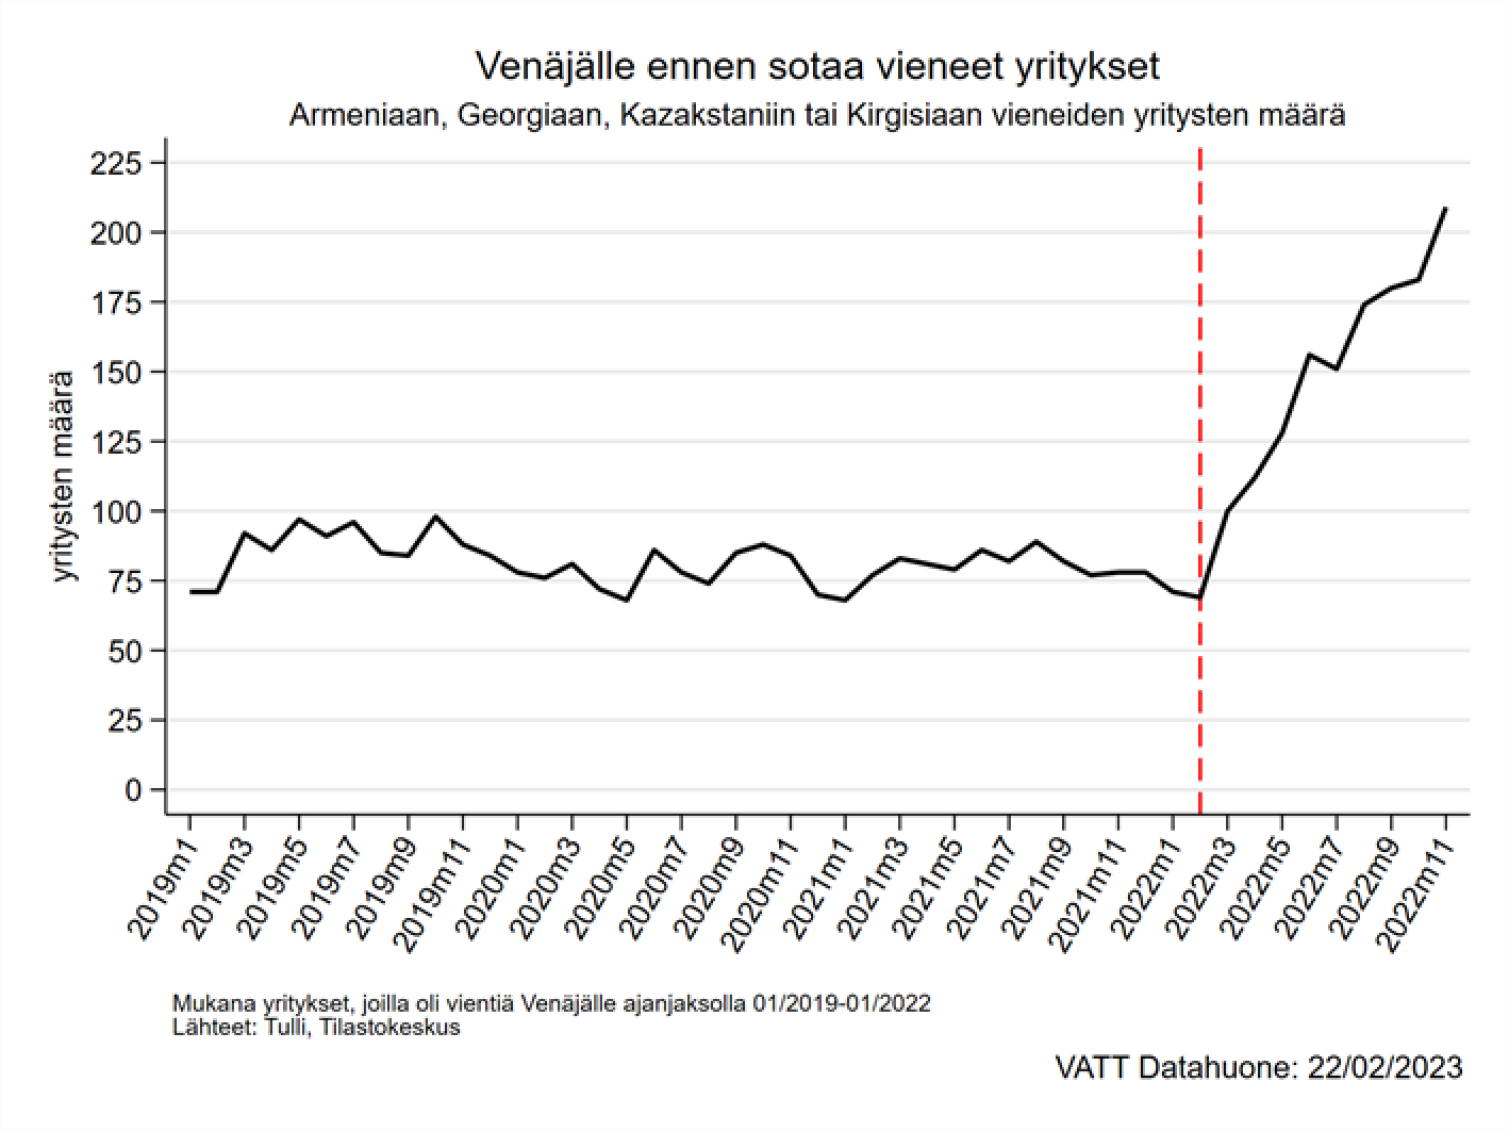 Venäjälle ennen sotaa vieneet yritykset
Armeniaan, Georgiaan, Kazakstaniin tai Kirgisiaan vieneiden yritysten määrä
yritysten määrä
225
200
175
150
125
100
75
50
25
0
2019m1
2019m3
2019m5
2019m7
2019m9
2019m11
2020m1
2020m3
2020m5
2020m7
2020m9
2020m11
2021m1
2021m3
2021m5
2021m7
2021m9
2021m11
2022m1
2022m3
2022m5
2022m7
2022m9
2022m11
Mukana yritykset, joilla oli vientiä Venäjälle ajanjaksolla 01/2019-01/2022
Lähteet: Tulli, Tilastokeskus
VATT Datahuone: 22/02/2023